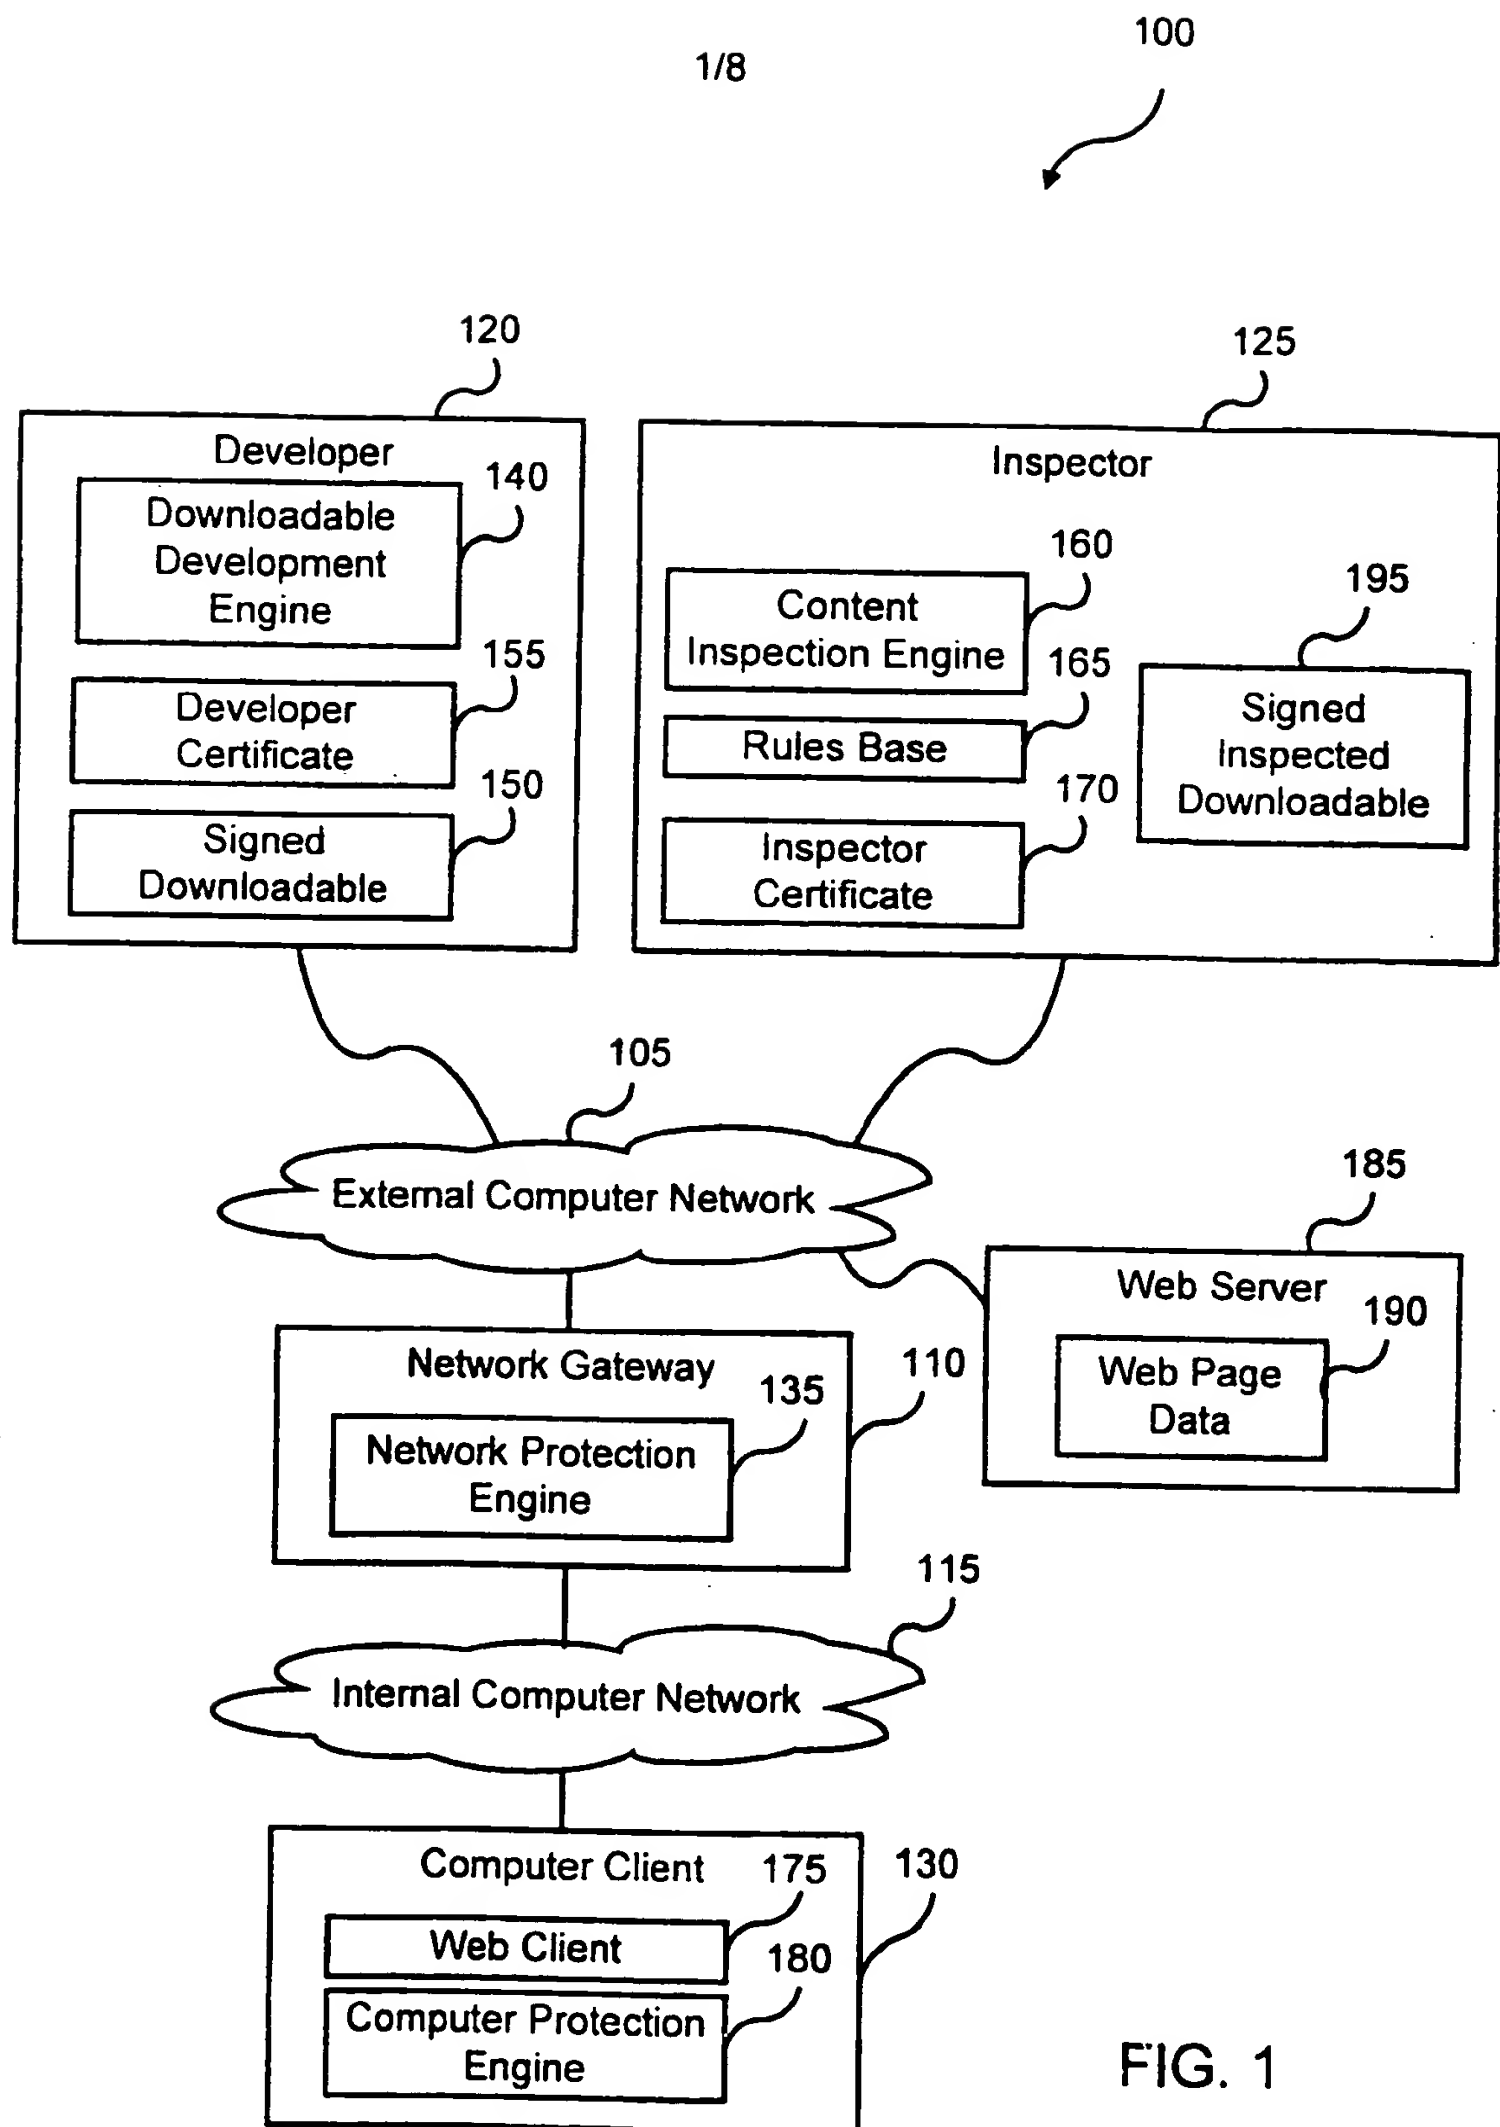 1/8
100
120
125
Developer
140
Downloadable
Development
Engine
155
Developer
Certificate
150
Signed
Downloadable
Inspector
160
Content
Inspection Engine
165
Rules Base
170
Inspector
Certificate
195
Signed
Inspected
Downloadable
105
External Computer Network
185
Web Server
190
Web Page
Data
Network Gateway
110
135
Network Protection
Engine
115
Internal Computer Network
Computer Client
175
130
Web Client
180
Computer Protection
Engine
FIG. 1